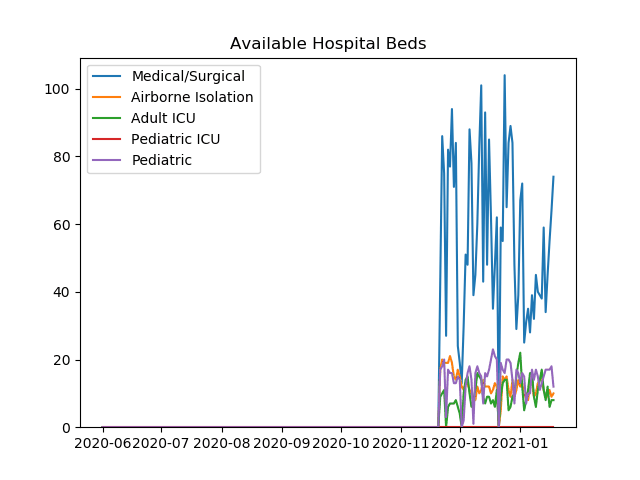 Available Hospital Beds
Medical/Surgical
Airborne Isolation
Adult ICU
Pediatric ICU
Pediatric
100
80
60
40
20
0
2020-06 2020-07 2020-08 2020-09 2020-10 2020-11 2020-12 2021-01